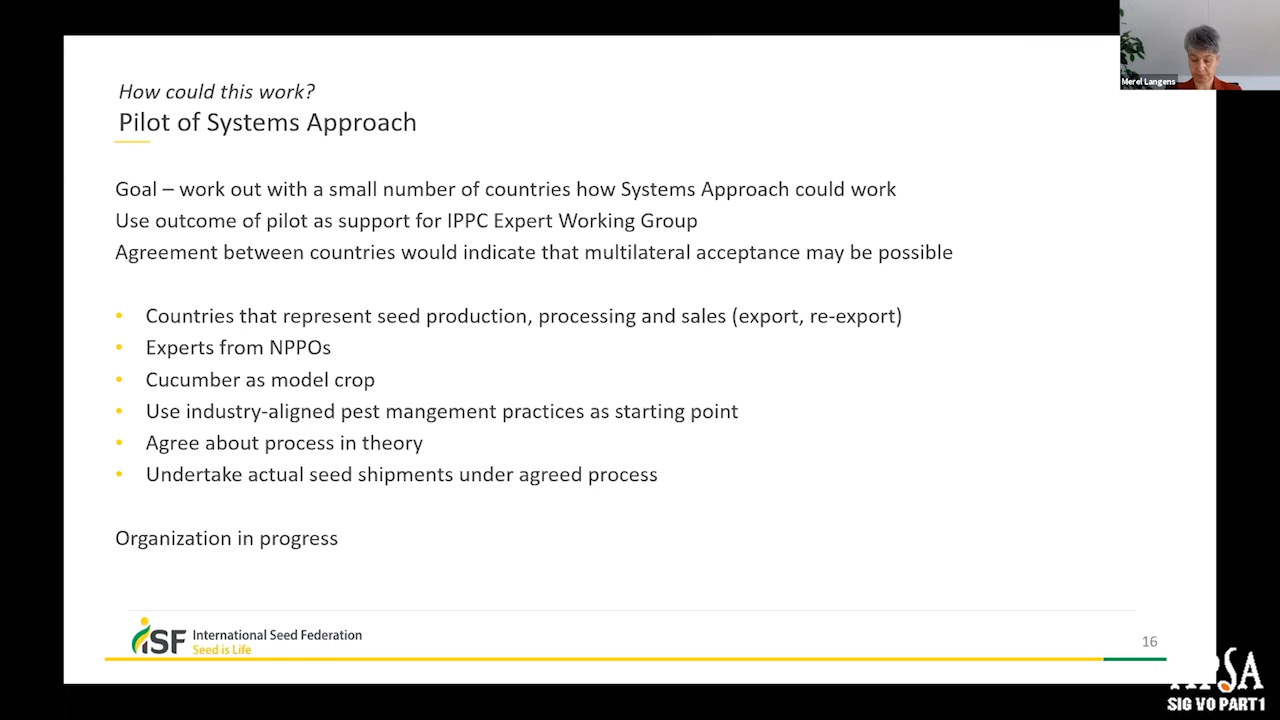 Merel Langens
How could this work?
Pilot of Systems Approach
Goal – work out with a small number of countries how Systems Approach could work
Use outcome of pilot as support for IPPC Expert Working Group
Agreement between countries would indicate that multilateral acceptance may be possible
• Countries that represent seed production, processing and sales (export, re-export)
• Experts from NPPOs
• Cucumber as model crop
• Use industry-aligned pest mangement practices as starting point
• Agree about process in theory
• Undertake actual seed shipments under agreed process
Organization in progress
iSF International Seed Federation
Seed is Life
16
APSA
SIG VO PART1